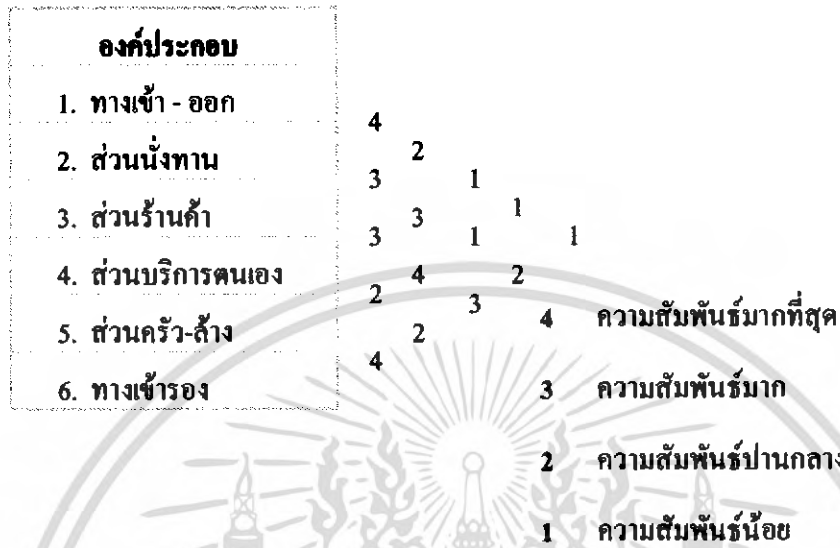 องค์ประกอบ
1. ทางเข้า - ออก
4
2
2. ส่วนนั่งทาน
3 1
3 1
3. ส่วนร้านค้า
3 1 1
4 2
4. ส่วนบริการตนเอง
2 3
4 ความสัมพันธ์มากที่สุด
2
5. ส่วนครัว-ล้าง
4
3 ความสัมพันธ์มาก
6. ทางเข้ารอง
2 ความสัมพันธ์ปานกลาง
1 ความสัมพันธ์น้อย